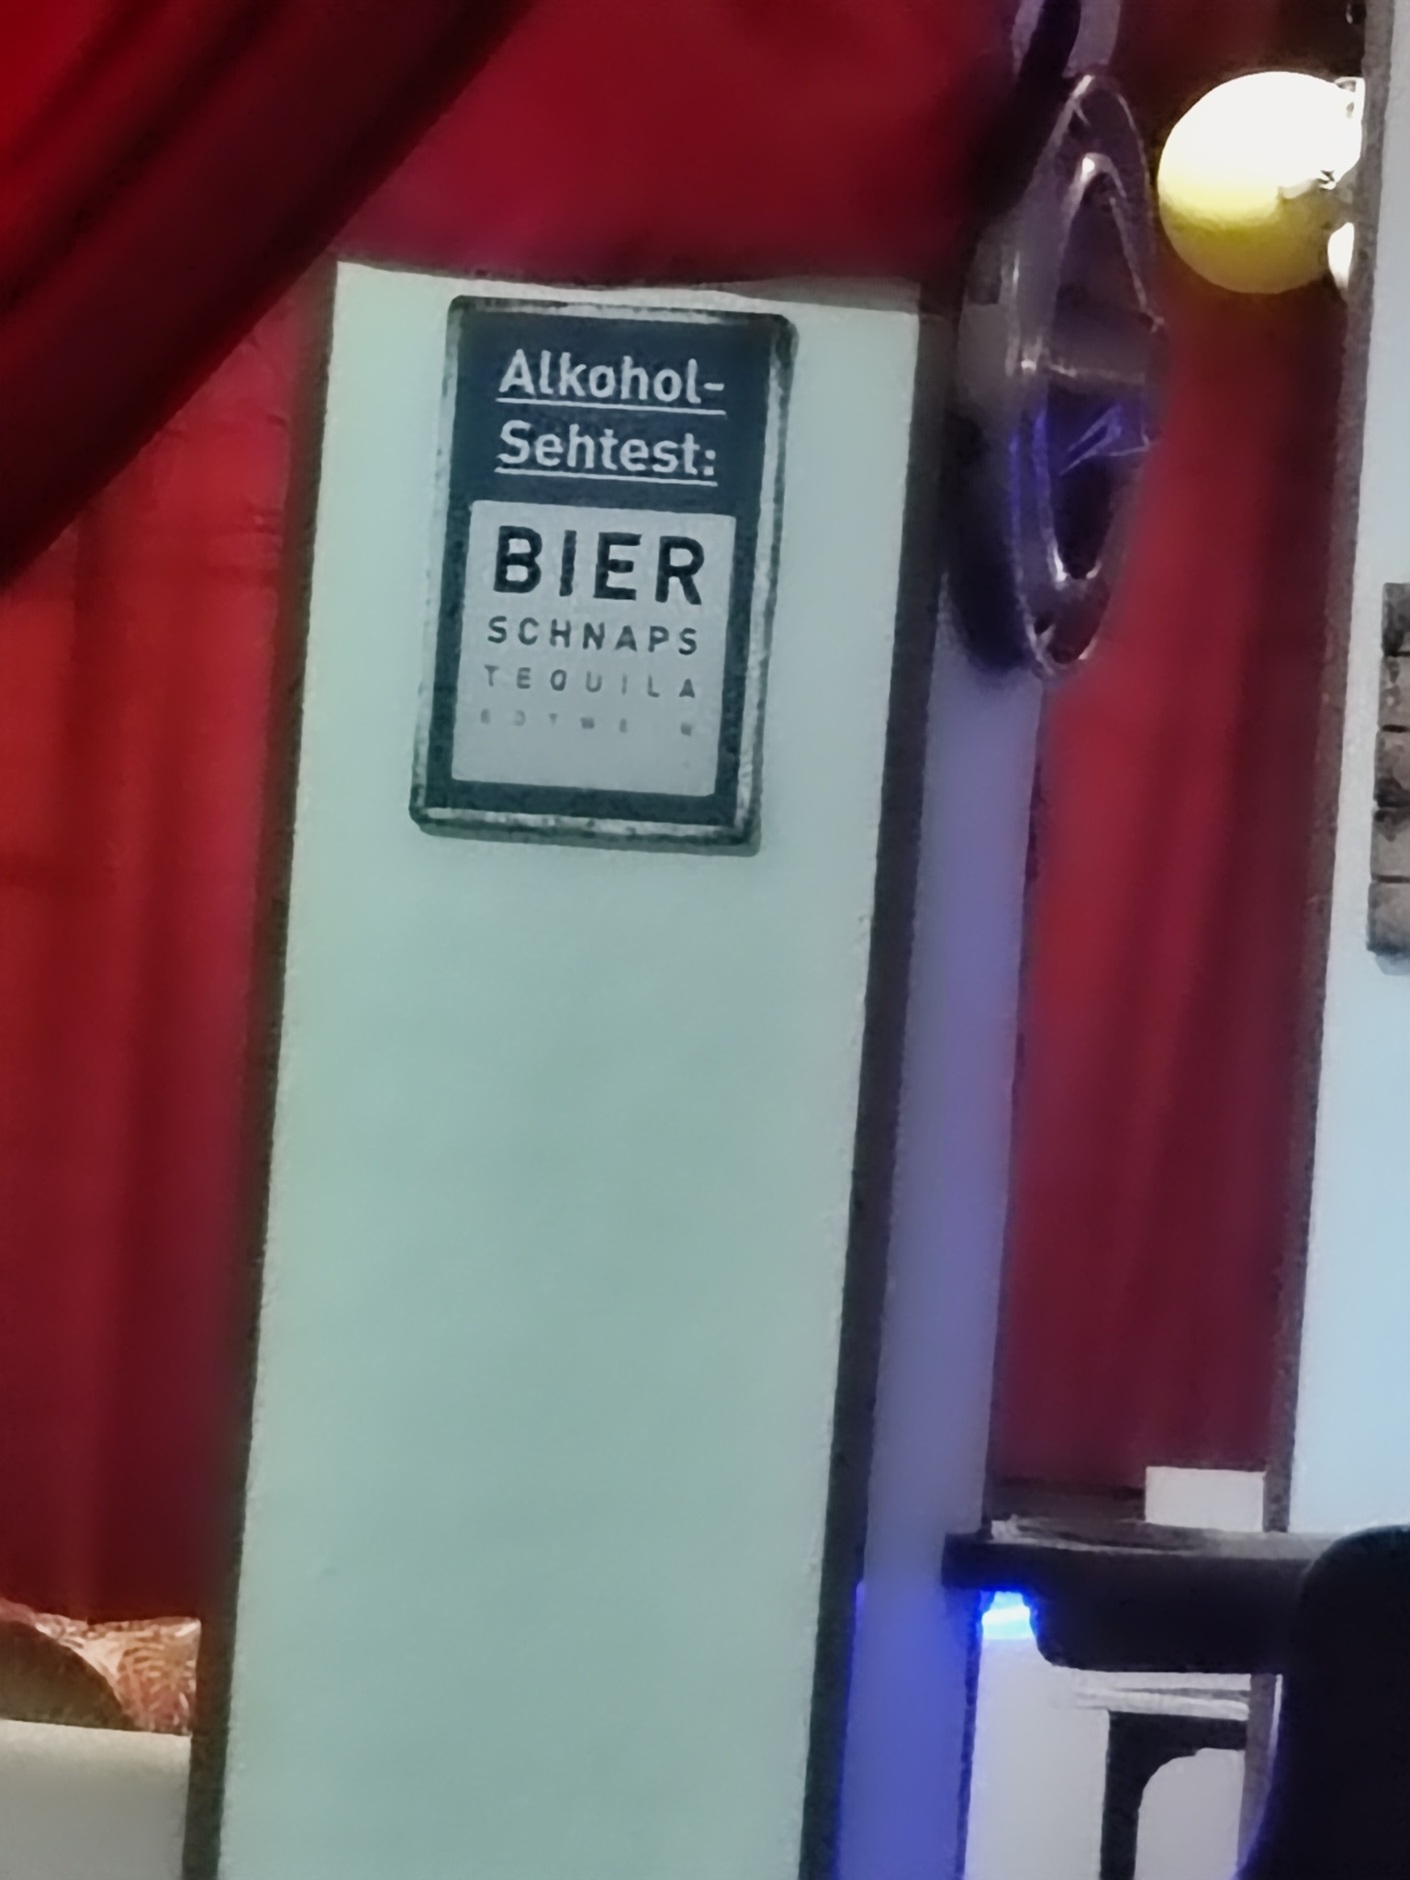 Alkohol-
Sehtest:
BIER
SCHNAPS
TEQUILA